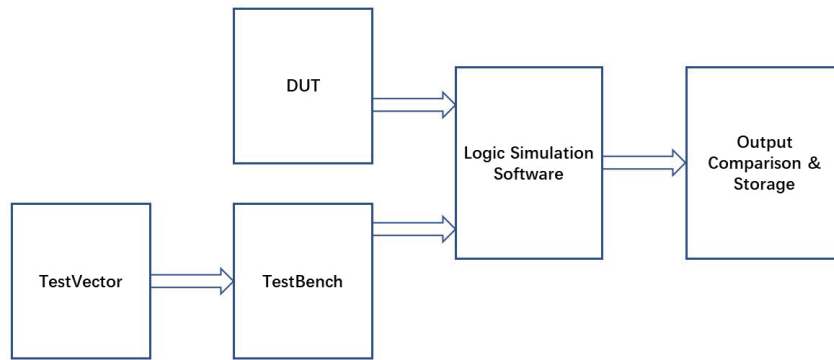 DUT
Logic Simulation
Software
Output
Comparison &
Storage
TestVector
TestBench